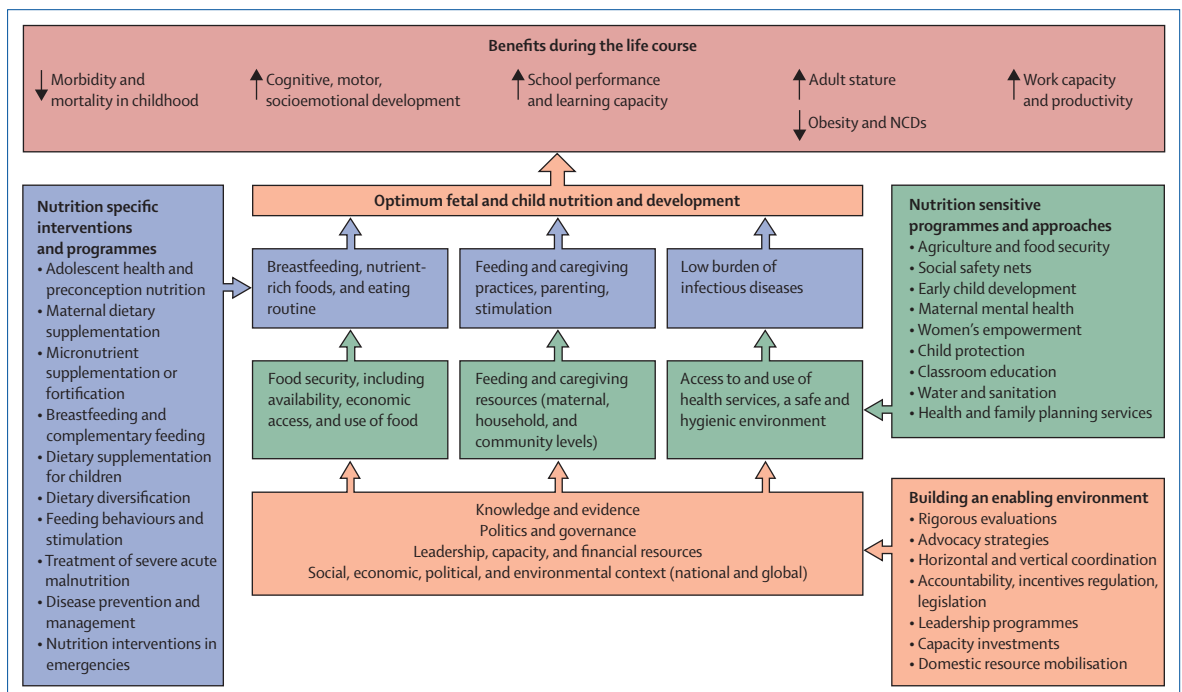 Benefits during the life course
Morbidity and
mortality in childhood
Cognitive, motor,
socioemotional development
School performance
and learning capacity
Adult stature
Obesity and NCDs
Work capacity
and productivity
Nutrition specific
interventions
and programmes
• Adolescent health and
preconception nutrition
• Maternal dietary
supplementation
• Micronutrient
supplementation or
fortification
• Breastfeeding and
complementary feeding
• Dietary supplementation
for children
• Dietary diversification
• Feeding behaviours and
stimulation
• Treatment of severe acute
malnutrition
• Disease prevention and
management
• Nutrition interventions in
emergencies
Optimum fetal and child nutrition and development
Breastfeeding, nutrient-
rich foods, and eating
routine
Feeding and caregiving
practices, parenting,
stimulation
Low burden of
infectious diseases
Food security, including
availability, economic
access, and use of food
Feeding and caregiving
resources (maternal,
household, and
community levels)
Access to and use of
health services, a safe and
hygienic environment
Knowledge and evidence
Politics and governance
Leadership, capacity, and financial resources
Social, economic, political, and environmental context (national and global)
Nutrition sensitive
programmes and approaches
• Agriculture and food security
• Social safety nets
• Early child development
• Maternal mental health
• Women's empowerment
• Child protection
• Classroom education
• Water and sanitation
• Health and family planning services
Building an enabling environment
• Rigorous evaluations
• Advocacy strategies
• Horizontal and vertical coordination
• Accountability, incentives regulation,
legislation
• Leadership programmes
• Capacity investments
• Domestic resource mobilisation